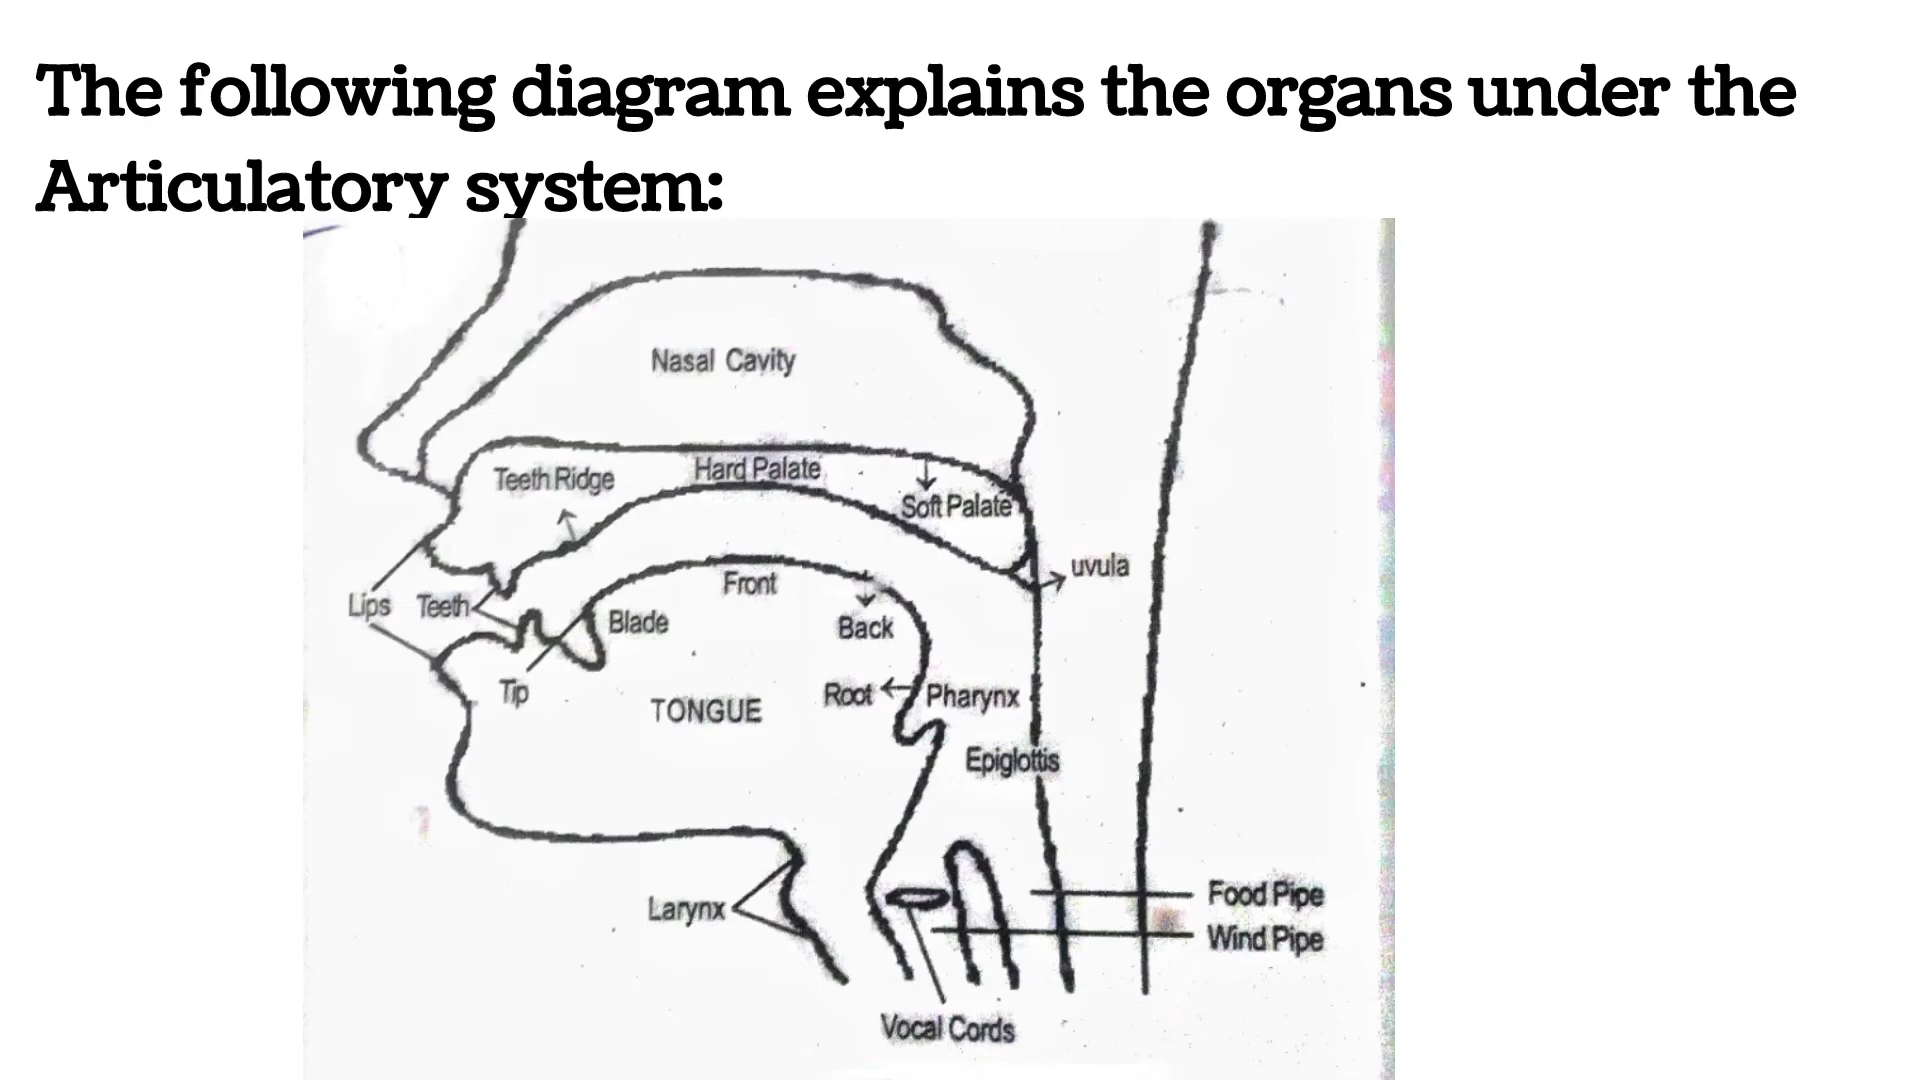 The following diagram explains the organs under the
Articulatory system:
Nasal Cavity
Teeth Ridge
Hard Palate
Soft Palate
uvula
Lips
Teeth
Blade
Front
Back
Tip
TONGUE
Root
Pharynx
Epiglottis
Larynx
Food Pipe
Wind Pipe
Vocal Cords